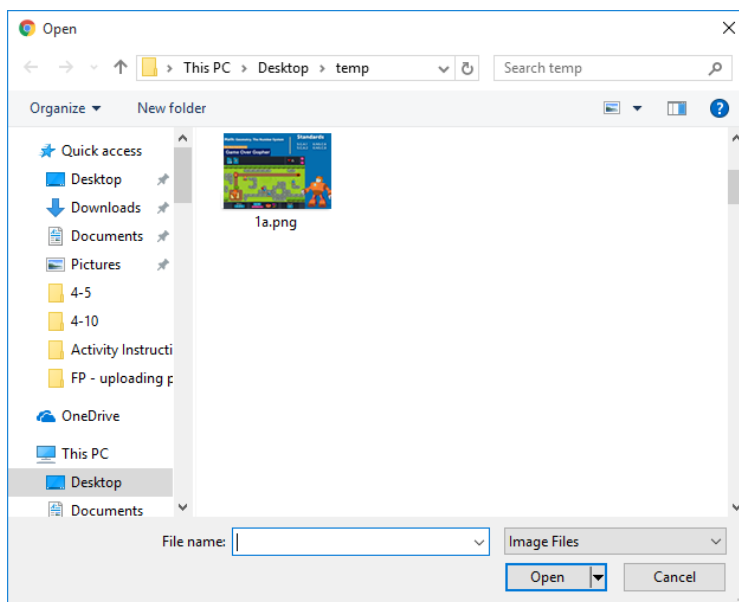 Open
This PC > Desktop > temp
Search temp
Organize
New folder
Quick access
Desktop
Downloads
Documents
Pictures
4-5
4-10
Activity Instructi
FP - uploading p
OneDrive
This PC
Desktop
Documents
Standards
Game Over Gopher
1a.png
File name:
Image Files
Open
Cancel